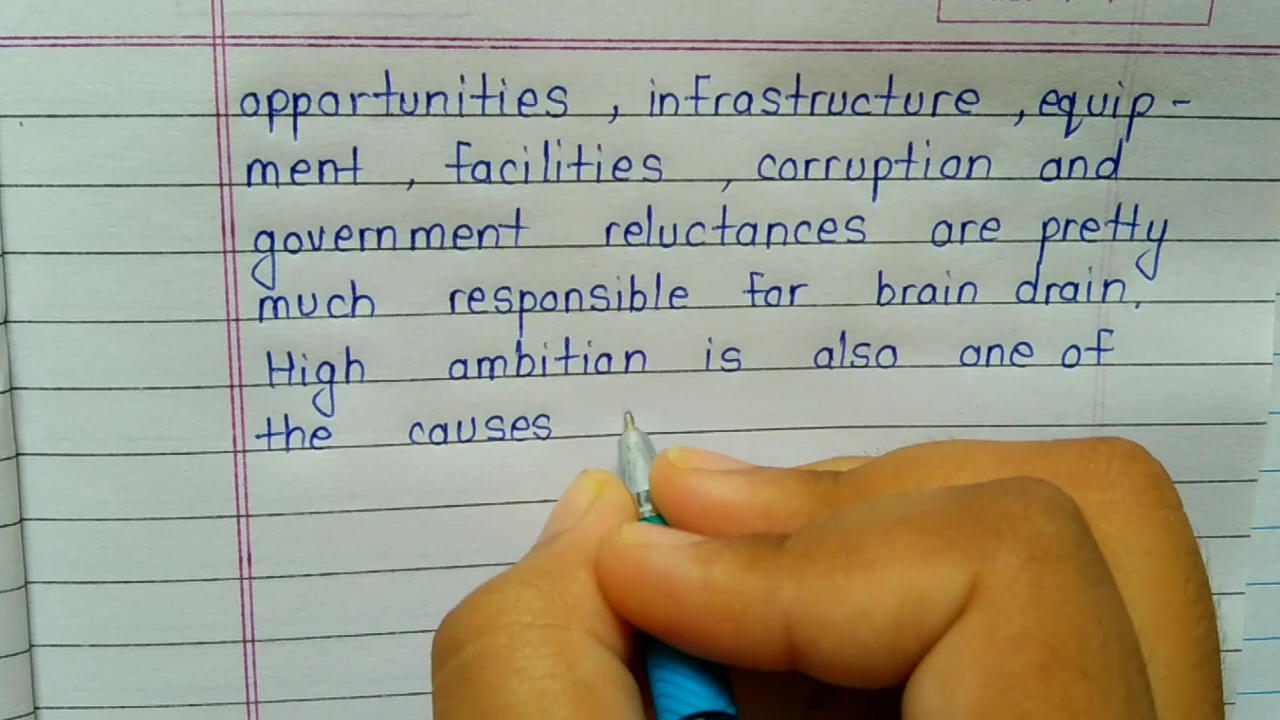 opportunities , infrastructure , equip-
ment , facilities , corruption and
government reluctances are pretty
much responsible for brain drain.
High ambition is also one of
the causes